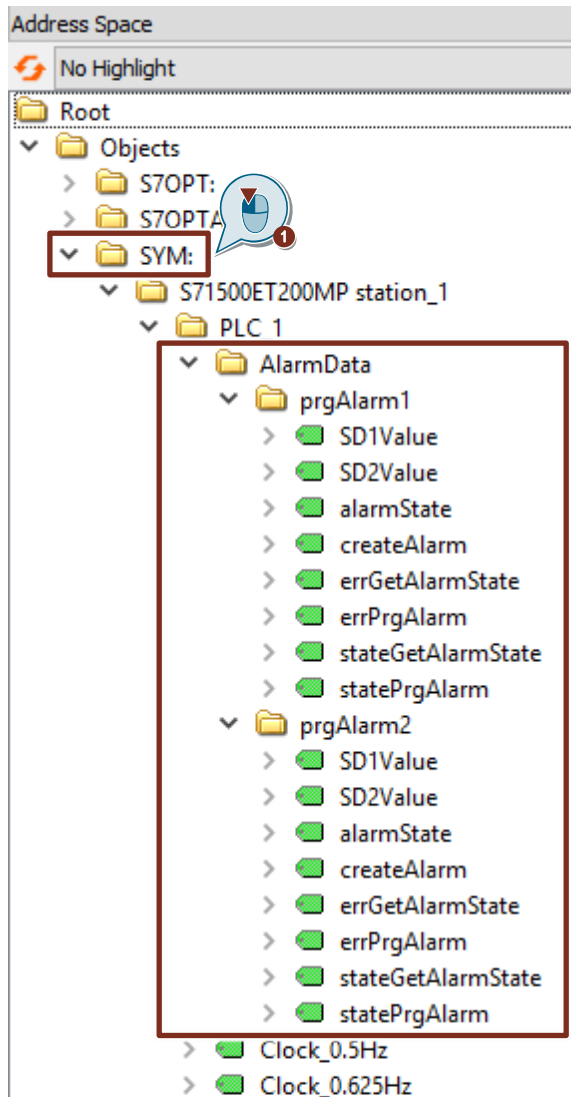 Address Space
No Highlight
Root
Objects
S7OPT:
S7OPTA
1
SYM:
S71500ET200MP station_1
PLC_1
AlarmData
prgAlarm1
SD1Value
SD2Value
alarmState
createAlarm
errGetAlarmState
errPrgAlarm
stateGetAlarmState
statePrgAlarm
prgAlarm2
SD1Value
SD2Value
alarmState
createAlarm
errGetAlarmState
errPrgAlarm
stateGetAlarmState
statePrgAlarm
Clock_0.5Hz
Clock_0.625Hz